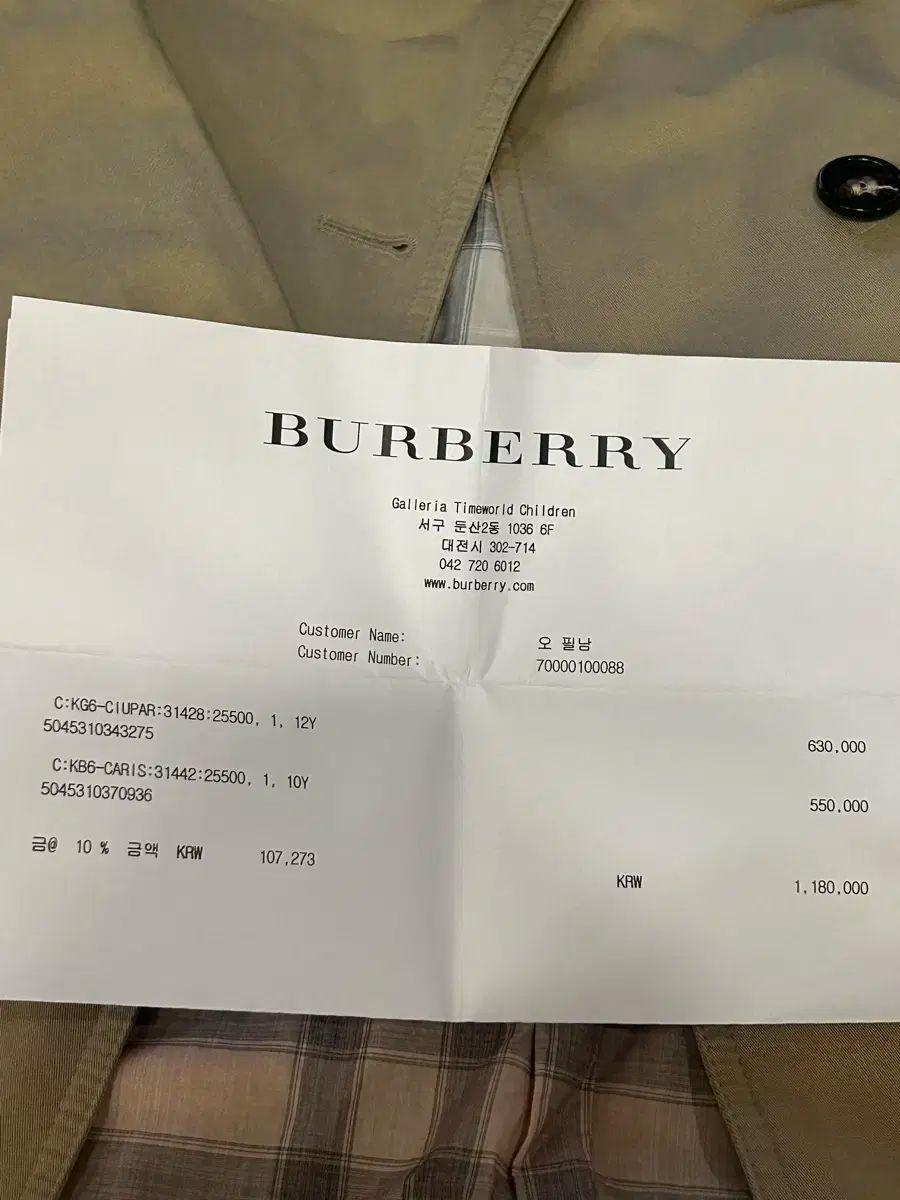 BURBERRY
Galleria Timeworld Children
서구 둔산2동 1036 6F
대전시 302-714
042 720 6012
www.burberry.com
Customer Name: 오 필남
Customer Number: 70000100088
C:KG6-CIUPAR:31428:25500, 1, 12Y
5045310343275 630,000
C:KB6-CARIS:31442:25500, 1, 10Y
5045310370936 550,000
금@ 10 % 금액 KRW 107,273
KRW 1,180,000